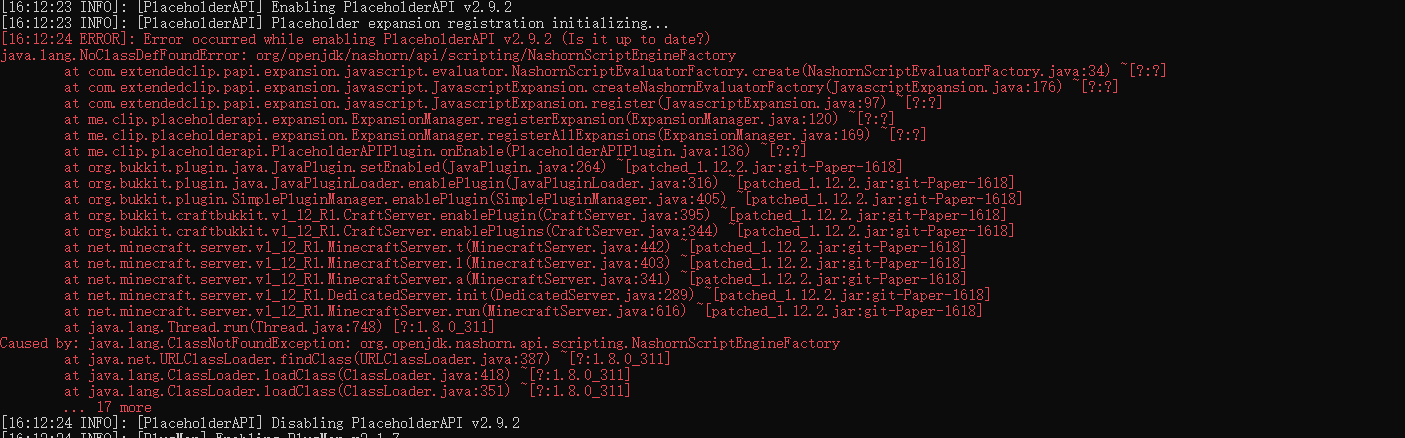 [16:12:23 INFO]: [PlaceholderAPI] Enabling PlaceholderAPI v2.9.2
[16:12:23 INFO]: [PlaceholderAPI] Placeholder expansion registration initializing...
[16:12:24 ERROR]: Error occurred while enabling PlaceholderAPI v2.9.2 (Is it up to date?)
java.lang.NoClassDefFoundError: org/openjdk/nashorn/api/scripting/NashornScriptEngineFactory
at com.extendedclip.papi.expansion.javascript.evaluator.NashornScriptEvaluatorFactory.create(NashornScriptEvaluatorFactory.java:34) ~[?:?]
at com.extendedclip.papi.expansion.javascript.JavascriptExpansion.createNashornEvaluatorFactory(JavascriptExpansion.java:176) ~[?:?]
at com.extendedclip.papi.expansion.javascript.JavascriptExpansion.register(JavascriptExpansion.java:97) ~[?:?]
at me.clip.placeholderapi.expansion.ExpansionManager.registerExpansion(ExpansionManager.java:120) ~[?:?]
at me.clip.placeholderapi.expansion.ExpansionManager.registerAllExpansions(ExpansionManager.java:169) ~[?:?]
at me.clip.placeholderapi.PlaceholderAPIPlugin.onEnable(PlaceholderAPIPlugin.java:136) ~[?:?]
at org.bukkit.plugin.java.JavaPlugin.setEnabled(JavaPlugin.java:264) ~[patched_1.12.2.jar:git-Paper-1618]
at org.bukkit.plugin.java.JavaPluginLoader.enablePlugin(JavaPluginLoader.java:316) ~[patched_1.12.2.jar:git-Paper-1618]
at org.bukkit.plugin.SimplePluginManager.enablePlugin(SimplePluginManager.java:405) ~[patched_1.12.2.jar:git-Paper-1618]
at org.bukkit.craftbukkit.v1_12_R1.CraftServer.enablePlugin(CraftServer.java:395) ~[patched_1.12.2.jar:git-Paper-1618]
at org.bukkit.craftbukkit.v1_12_R1.CraftServer.enablePlugins(CraftServer.java:344) ~[patched_1.12.2.jar:git-Paper-1618]
at net.minecraft.server.v1_12_R1.MinecraftServer.t(MinecraftServer.java:442) ~[patched_1.12.2.jar:git-Paper-1618]
at net.minecraft.server.v1_12_R1.MinecraftServer.l(MinecraftServer.java:403) ~[patched_1.12.2.jar:git-Paper-1618]
at net.minecraft.server.v1_12_R1.MinecraftServer.a(MinecraftServer.java:341) ~[patched_1.12.2.jar:git-Paper-1618]
at net.minecraft.server.v1_12_R1.DedicatedServer.init(DedicatedServer.java:289) ~[patched_1.12.2.jar:git-Paper-1618]
at net.minecraft.server.v1_12_R1.MinecraftServer.run(MinecraftServer.java:616) ~[patched_1.12.2.jar:git-Paper-1618]
at java.lang.Thread.run(Thread.java:748) [?:1.8.0_311]
Caused by: java.lang.ClassNotFoundException: org.openjdk.nashorn.api.scripting.NashornScriptEngineFactory
at java.net.URLClassLoader.findClass(URLClassLoader.java:387) ~[?:1.8.0_311]
at java.lang.ClassLoader.loadClass(ClassLoader.java:418) ~[?:1.8.0_311]
at java.lang.ClassLoader.loadClass(ClassLoader.java:351) ~[?:1.8.0_311]
... 17 more
[16:12:24 INFO]: [PlaceholderAPI] Disabling PlaceholderAPI v2.9.2
[16:12:24 INFO]: [PlugMan] Enabling PlugMan v2.1.7